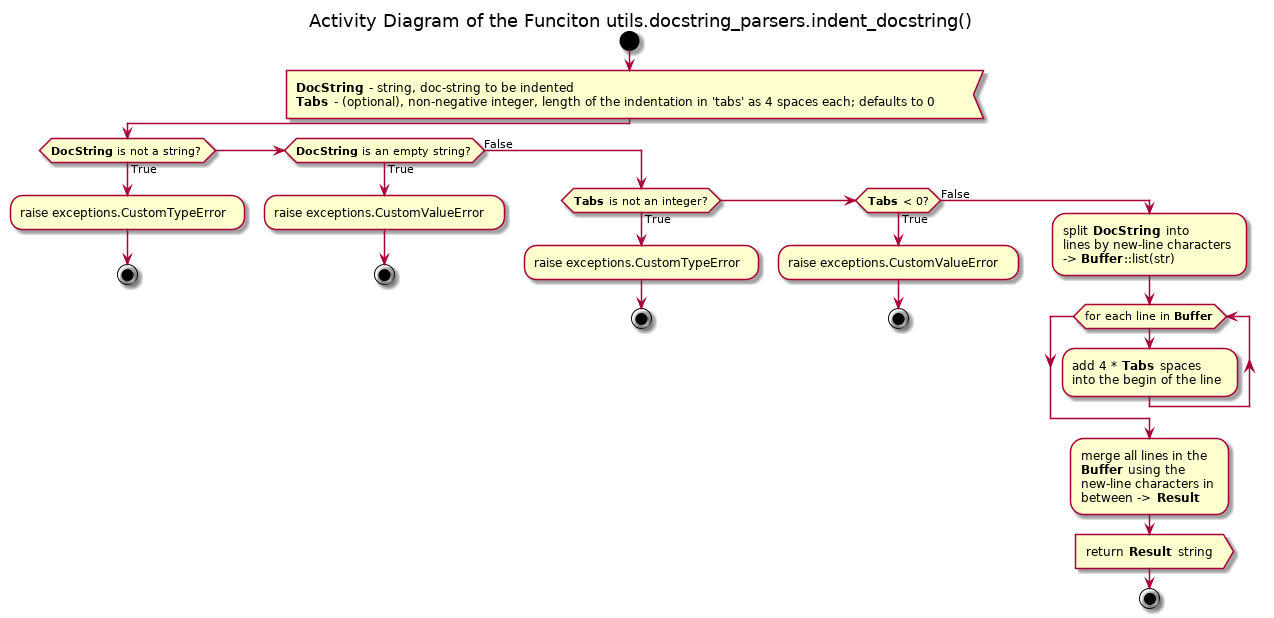 Activity Diagram of the Funciton utils.docstring_parsers.indent_docstring()
DocString - string, doc-string to be indented
Tabs - (optional), non-negative integer, length of the indentation in 'tabs' as 4 spaces each; defaults to 0
DocString is not a string?
True
raise exceptions.CustomTypeError
DocString is an empty string?
False
True
raise exceptions.CustomValueError
Tabs is not an integer?
True
raise exceptions.CustomTypeError
Tabs < 0?
False
True
raise exceptions.CustomValueError
split DocString into
lines by new-line characters
-> Buffer::list(str)
for each line in Buffer
add 4 * Tabs spaces
into the begin of the line
merge all lines in the
Buffer using the
new-line characters in
between -> Result
return Result string